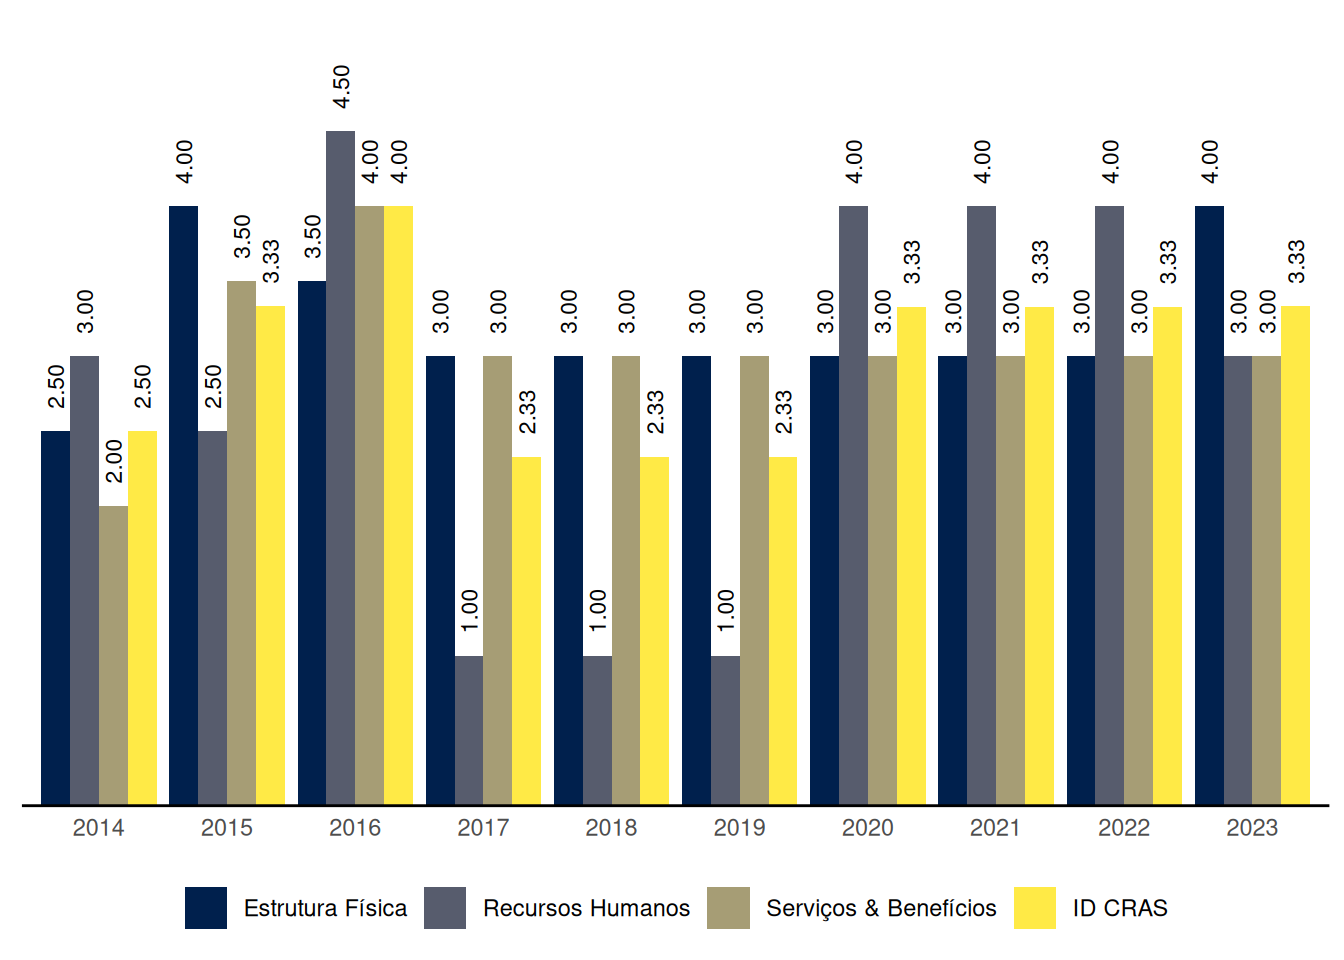 4.50
4.00 4.00 4.00 4.00 4.00 4.00 4.00
3.50 3.50 3.33 3.33 3.33 3.33 3.33
3.00 3.00 3.00 3.00 3.00 3.00 3.00 3.00 3.00 3.00 3.00 3.00 3.00 3.00 3.00
2.50 2.50 2.50 2.33 2.33 2.33
2.00
1.00 1.00 1.00
2014 2015 2016 2017 2018 2019 2020 2021 2022 2023
Estrutura Física Recursos Humanos Serviços & Benefícios ID CRAS